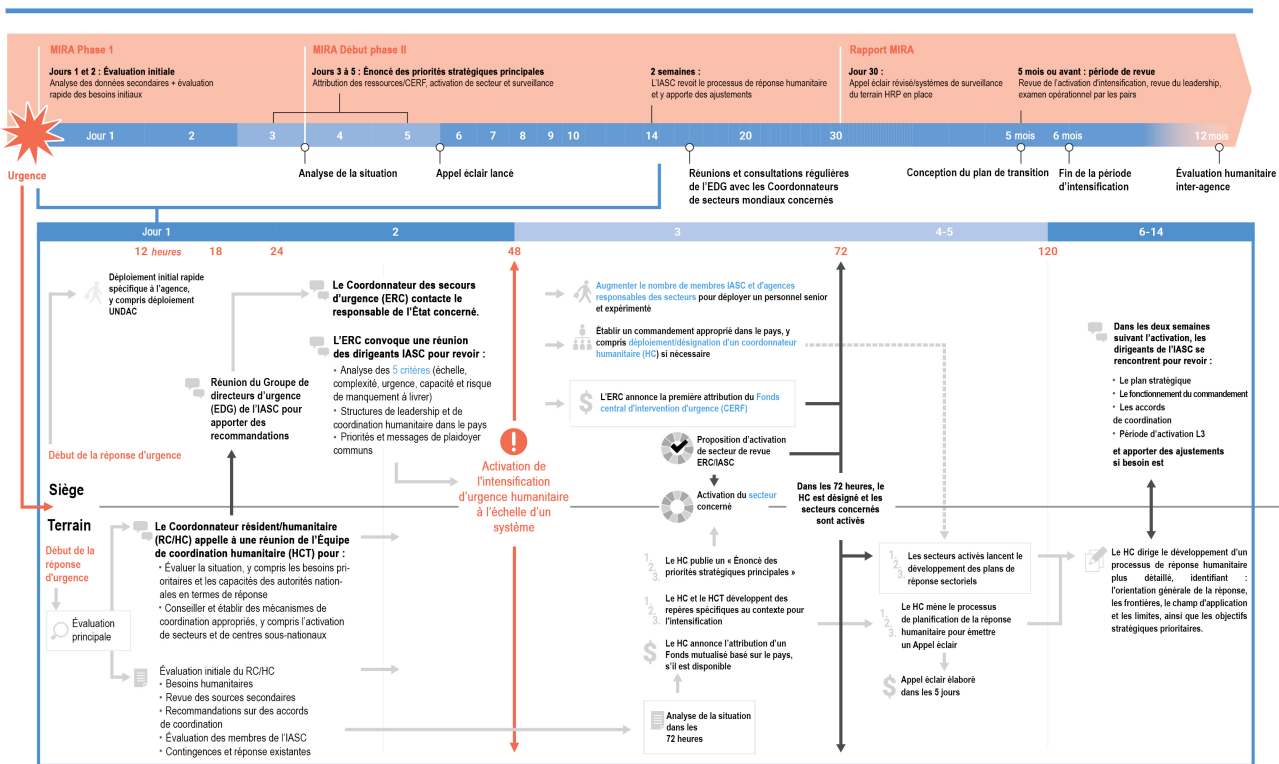 MIRA Phase 1
Jours 1 et 2 : Évaluation initiale
Analyse des données secondaires + évaluation
rapide des besoins initiaux
MIRA Début phase II
Jours 3 à 5 : Énoncé des priorités stratégiques principales
Attribution des ressources/CERF, activation de secteur et surveillance
2 semaines :
L'IASC revoit le processus de réponse humanitaire
et y apporte des ajustements
Rapport MIRA
Jour 30 :
Appel éclair révisé/systèmes de surveillance
du terrain HRP en place
5 mois ou avant : période de revue
Revue de l'activation d'intensification, revue du leadership,
examen opérationnel par les pairs
Jour 1 2 3 4 5 6 7 8 9 10 14 20 30 5 mois 6 mois 12 mois
Urgence
Analyse de la situation
Appel éclair lancé
Réunions et consultations régulières
de l'EDG avec les Coordonnateurs
de secteurs mondiaux concernés
Conception du plan de transition
Fin de la période
d'intensification
Évaluation humanitaire
inter-agence
Jour 1 2 3 4-5 6-14
12 heures 18 24 48 72 120
Déploiement initial rapide
spécifique à l'agence,
y compris déploiement
UNDAC
Début de la réponse d'urgence
Réunion du Groupe de
directeurs d'urgence
(EDG) de l'IASC pour
apporter des
recommandations
Le Coordonnateur des secours
d'urgence (ERC) contacte le
responsable de l'État concerné.
L'ERC convoque une réunion
des dirigeants IASC pour revoir :
• Analyse des 5 critères (échelle,
complexité, urgence, capacité et risque
de manquement à livrer)
• Structures de leadership et de
coordination humanitaire dans le pays
• Priorités et messages de plaidoyer
communs
Activation de
l'intensification
d'urgence humanitaire
à l'échelle d'un
système
Augmenter le nombre de membres IASC et d'agences
responsables des secteurs pour déployer un personnel senior
et expérimenté
Établir un commandement approprié dans le pays, y
compris déploiement/désignation d'un coordonnateur
humanitaire (HC) si nécessaire
L'ERC annonce la première attribution du Fonds
central d'intervention d'urgence (CERF)
Proposition d'activation
de secteur de revue
ERC/IASC
Activation du secteur
concerné
Dans les 72 heures, le
HC est désigné et les
secteurs concernés
sont activés
Dans les deux semaines
suivant l'activation, les
dirigeants de l'IASC se
rencontrent pour revoir :
• Le plan stratégique
• Le fonctionnement du commandement
• Les accords
de coordination
• Période d'activation L3
et apporter des ajustements
si besoin est
Siège
Terrain
Début de la
réponse
d'urgence
Évaluation
principale
Le Coordonnateur résident/humanitaire
(RC/HC) appelle à une réunion de l'Équipe
de coordination humanitaire (HCT) pour :
• Évaluer la situation, y compris les besoins pri-
oritaires et les capacités des autorités nation-
ales en termes de réponse
• Conseiller et établir des mécanismes de
coordination appropriés, y compris l'activation
de secteurs et de centres sous-nationaux
Évaluation initiale du RC/HC
• Besoins humanitaires
• Revue des sources secondaires
• Recommandations sur des accords
de coordination
• Évaluation des membres de l'IASC
• Contingences et réponse existantes
1.
2.
3.
Le HC publie un « Énoncé des
priorités stratégiques principales »
1.
2.
3.
Le HC et le HCT développent des
repères spécifiques au contexte pour
l'intensification
Le HC annonce l'attribution d'un
Fonds mutualisé basé sur le pays,
s'il est disponible
Analyse de la situation
dans les
72 heures
1.
2.
3.
Les secteurs activés lancent le
développement des plans de
réponse sectoriels
1.
2.
3.
Le HC mène le processus
de planification de la réponse
humanitaire pour émettre
un Appel éclair
Appel éclair élaboré
dans les 5 jours
Le HC dirige le développement d'un
processus de réponse humanitaire
plus détaillé, identifiant :
l'orientation générale de la réponse,
les frontières, le champ d'application
et les limites, ainsi que les objectifs
stratégiques prioritaires.